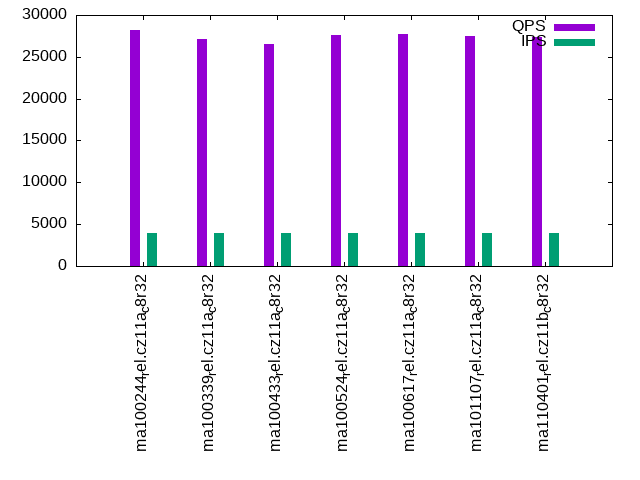 30000
25000
20000
15000
10000
5000
0
QPS
IPS
ma100244rel.cz11ac8r32
ma100339rel.cz11ac8r32
ma100433rel.cz11ac8r32
ma100524rel.cz11ac8r32
ma100617rel.cz11ac8r32
ma101107rel.cz11ac8r32
ma110401rel.cz11bc8r32